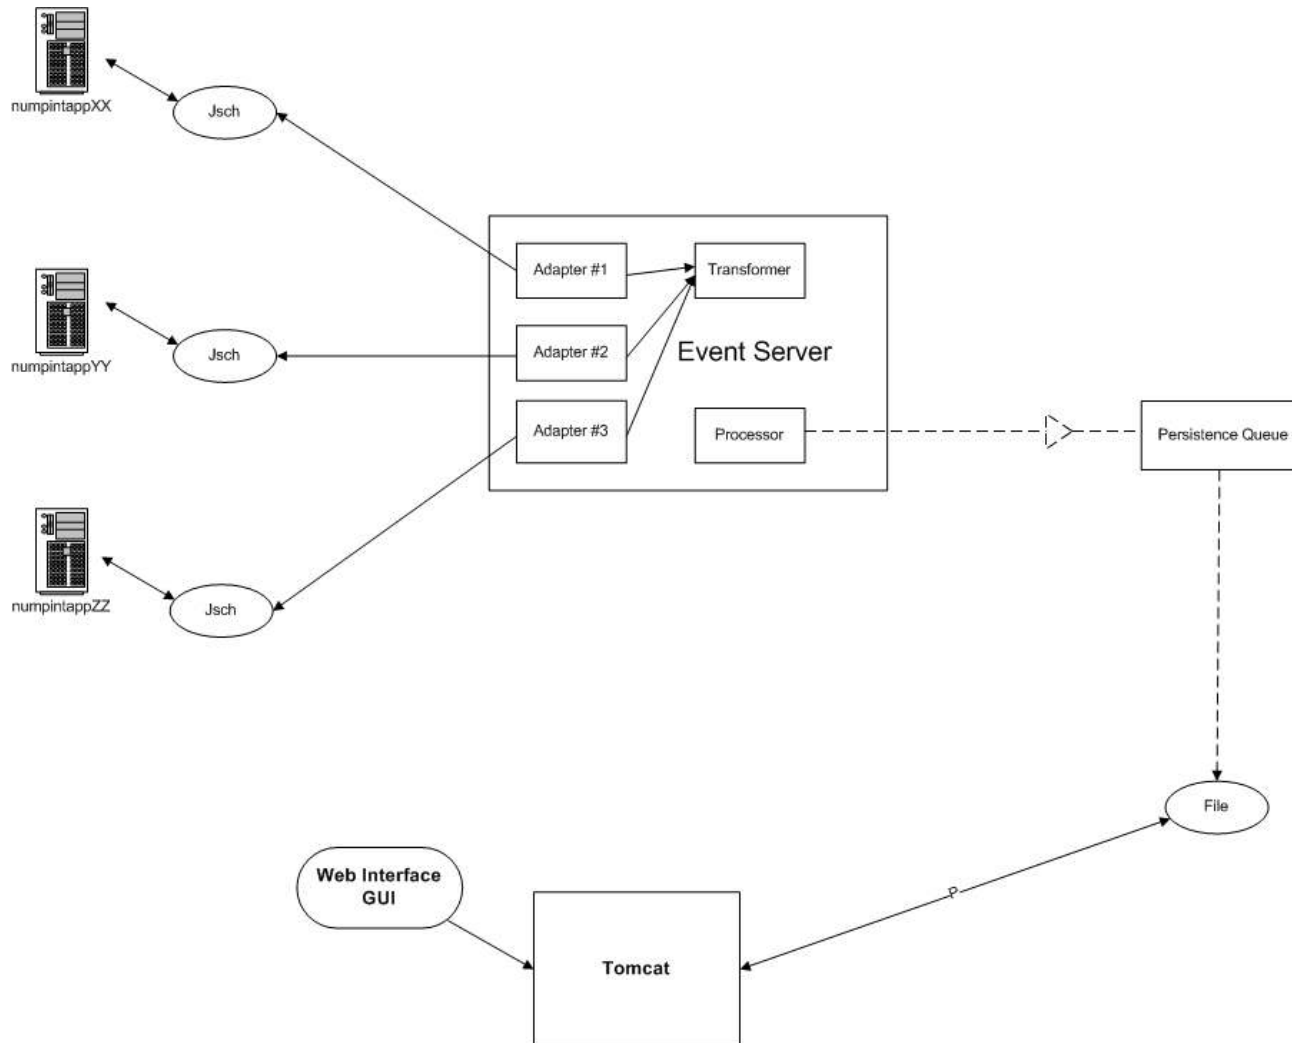 numpintappXX
Jsch
Adapter #1
Transformer
numpintappYY
Jsch
Adapter #2
Event Server
Adapter #3
Processor
Persistence Queue
numpintappZZ
Jsch
File
Web Interface
GUI
P
Tomcat